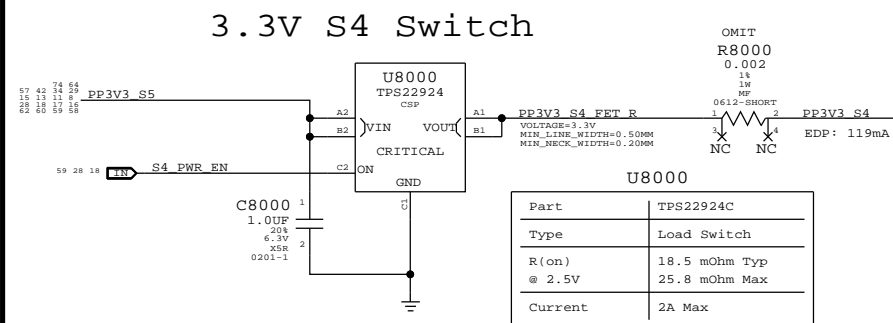 3.3V S4 Switch
OMIT
R8000
0.002
1%
1W
MF
0612-SHORT
74 64
57 42 34 29
15 13 11 8
28 18 17 16
62 60 59 58
PP3V3_S5
U8000
TPS22924
CSP
A2
B2
VIN
VOUT
A1
B1
CRITICAL
C2
ON
GND
C1
PP3V3_S4_FET_R
VOLTAGE=3.3V
MIN_LINE_WIDTH=0.50MM
MIN_NECK_WIDTH=0.20MM
1
2
3
4
NC
NC
PP3V3_S4
EDP: 119mA
59 28 18
IN
S4_PWR_EN
C8000
1
1.0UF
20%
6.3V
X5R
0201-1
2
U8000
Part TPS22924C
Type Load Switch
R(on) 18.5 mOhm Typ
@ 2.5V 25.8 mOhm Max
Current 2A Max